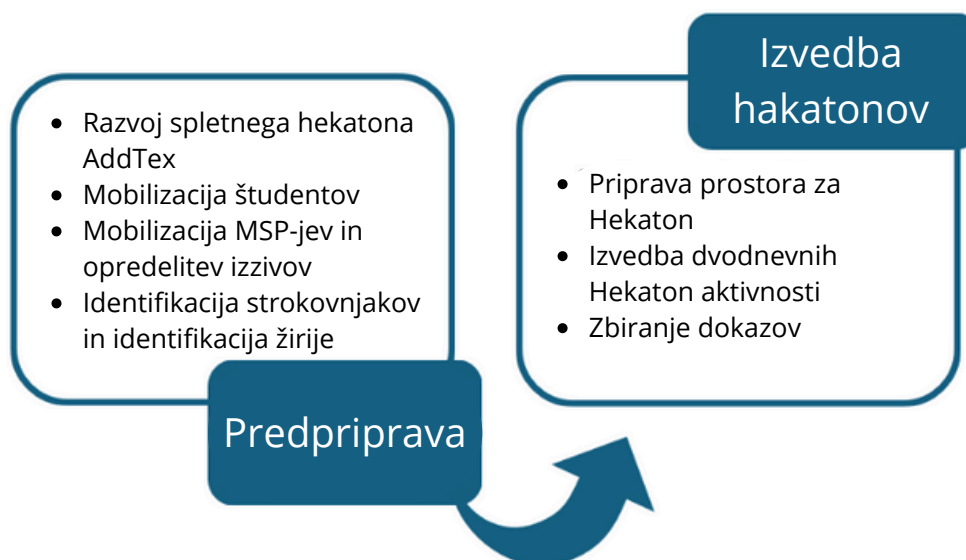 • Razvoj spletnega hekatona
AddTex
• Mobilizacija študentov
• Mobilizacija MSP-jev in
opredelitev izzivov
• Identifikacija strokovnjakov
in identifikacija žirije
Predpriprava
Izvedba
hakatonov
• Priprava prostora za
Hekaton
• Izvedba dvodnevnih
Hekaton aktivnosti
• Zbiranje dokazov